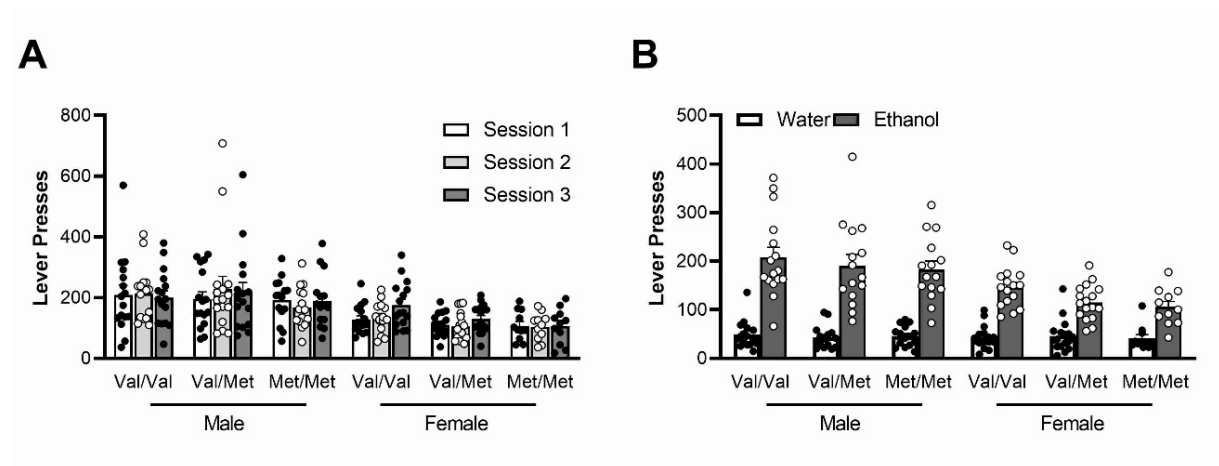 A
Lever Presses
800
600
400
200
0
Session 1
Session 2
Session 3
Val/Val Val/Met Met/Met Val/Val Val/Met Met/Met
Male Female
B
Lever Presses
500
400
300
200
100
0
Water Ethanol
Val/Val Val/Met Met/Met Val/Val Val/Met Met/Met
Male Female